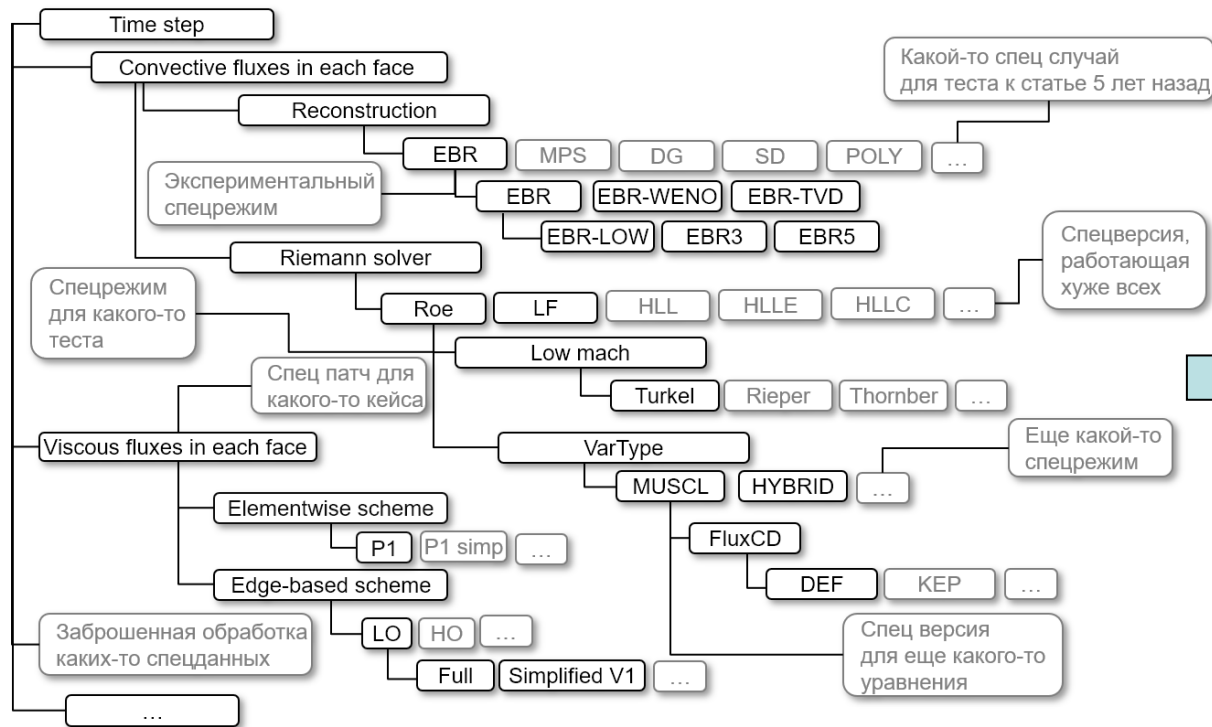 Time step
Convective fluxes in each face
Какой-то спец случай
для теста к статье 5 лет назад
Reconstruction
EBR MPS DG SD POLY ...
Экспериментальный
спецрежим
EBR EBR-WENO EBR-TVD
EBR-LOW EBR3 EBR5
Riemann solver
Спецверсия,
работающая
хуже всех
Спецрежим
для какого-то
теста
Roe LF HLL HLLE HLLC ...
Low mach
Спец патч для
какого-то кейса
Turkel Rieper Thornber ...
Viscous fluxes in each face
VarType
Еще какой-то
спецрежим
MUSCL HYBRID ...
Elementwise scheme
P1 P1 simp ...
FluxCD
Edge-based scheme
DEF KEP ...
Заброшенная обработка
каких-то спецданных
LO HO ...
Спец версия
для еще какого-то
уравнения
Full Simplified V1 ...
...